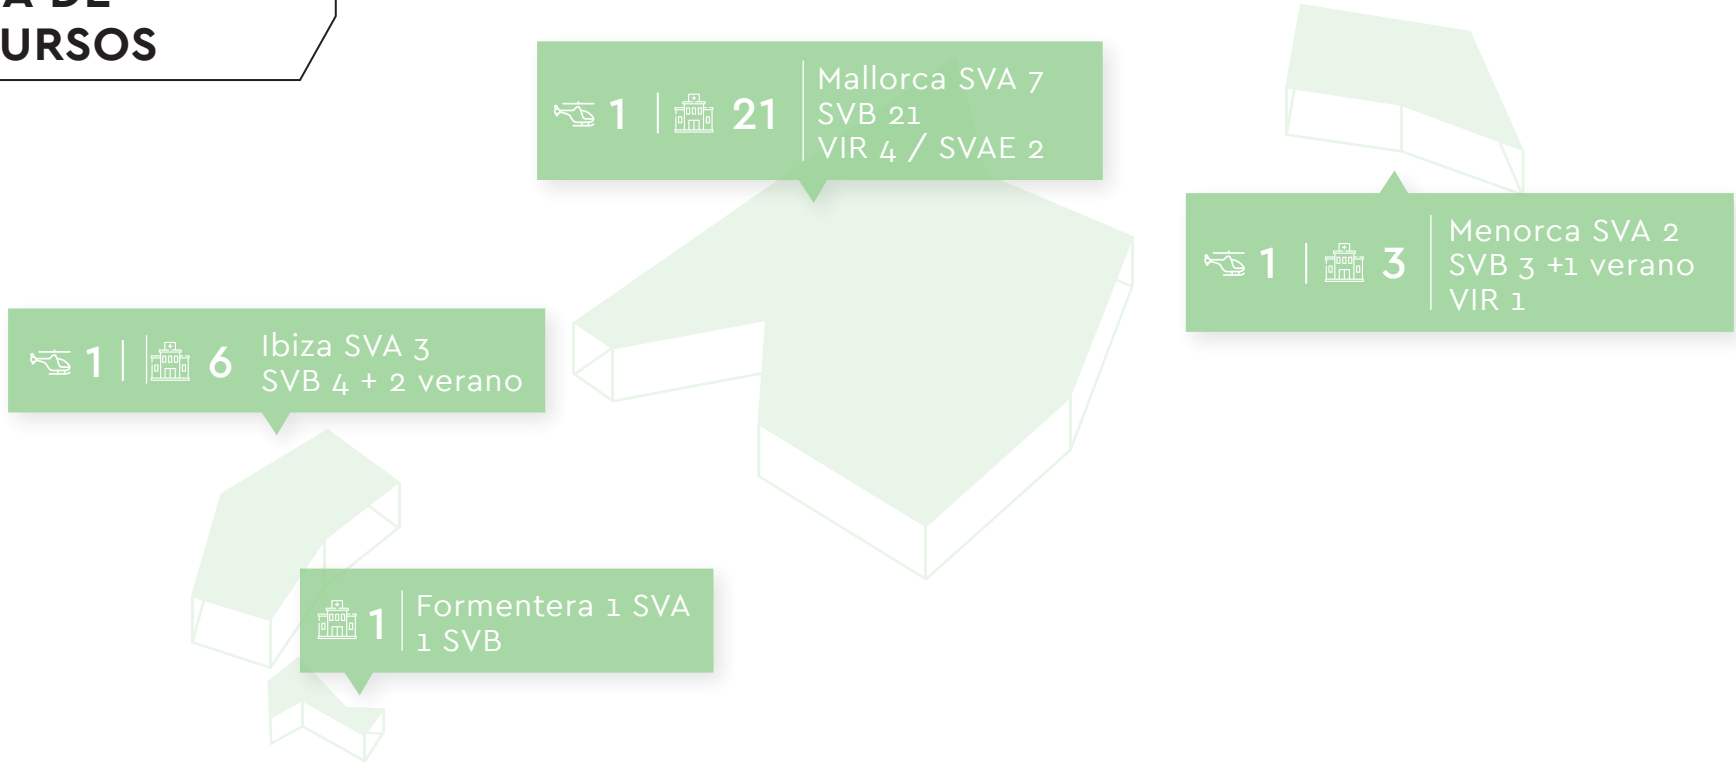 A DE
URSOS
1 21 Mallorca SVA 7
SVB 21
VIR 4 / SVAE 2
1 3 Menorca SVA 2
SVB 3 +1 verano
VIR 1
1 6 Ibiza SVA 3
SVB 4 + 2 verano
1 Formentera 1 SVA
1 SVB